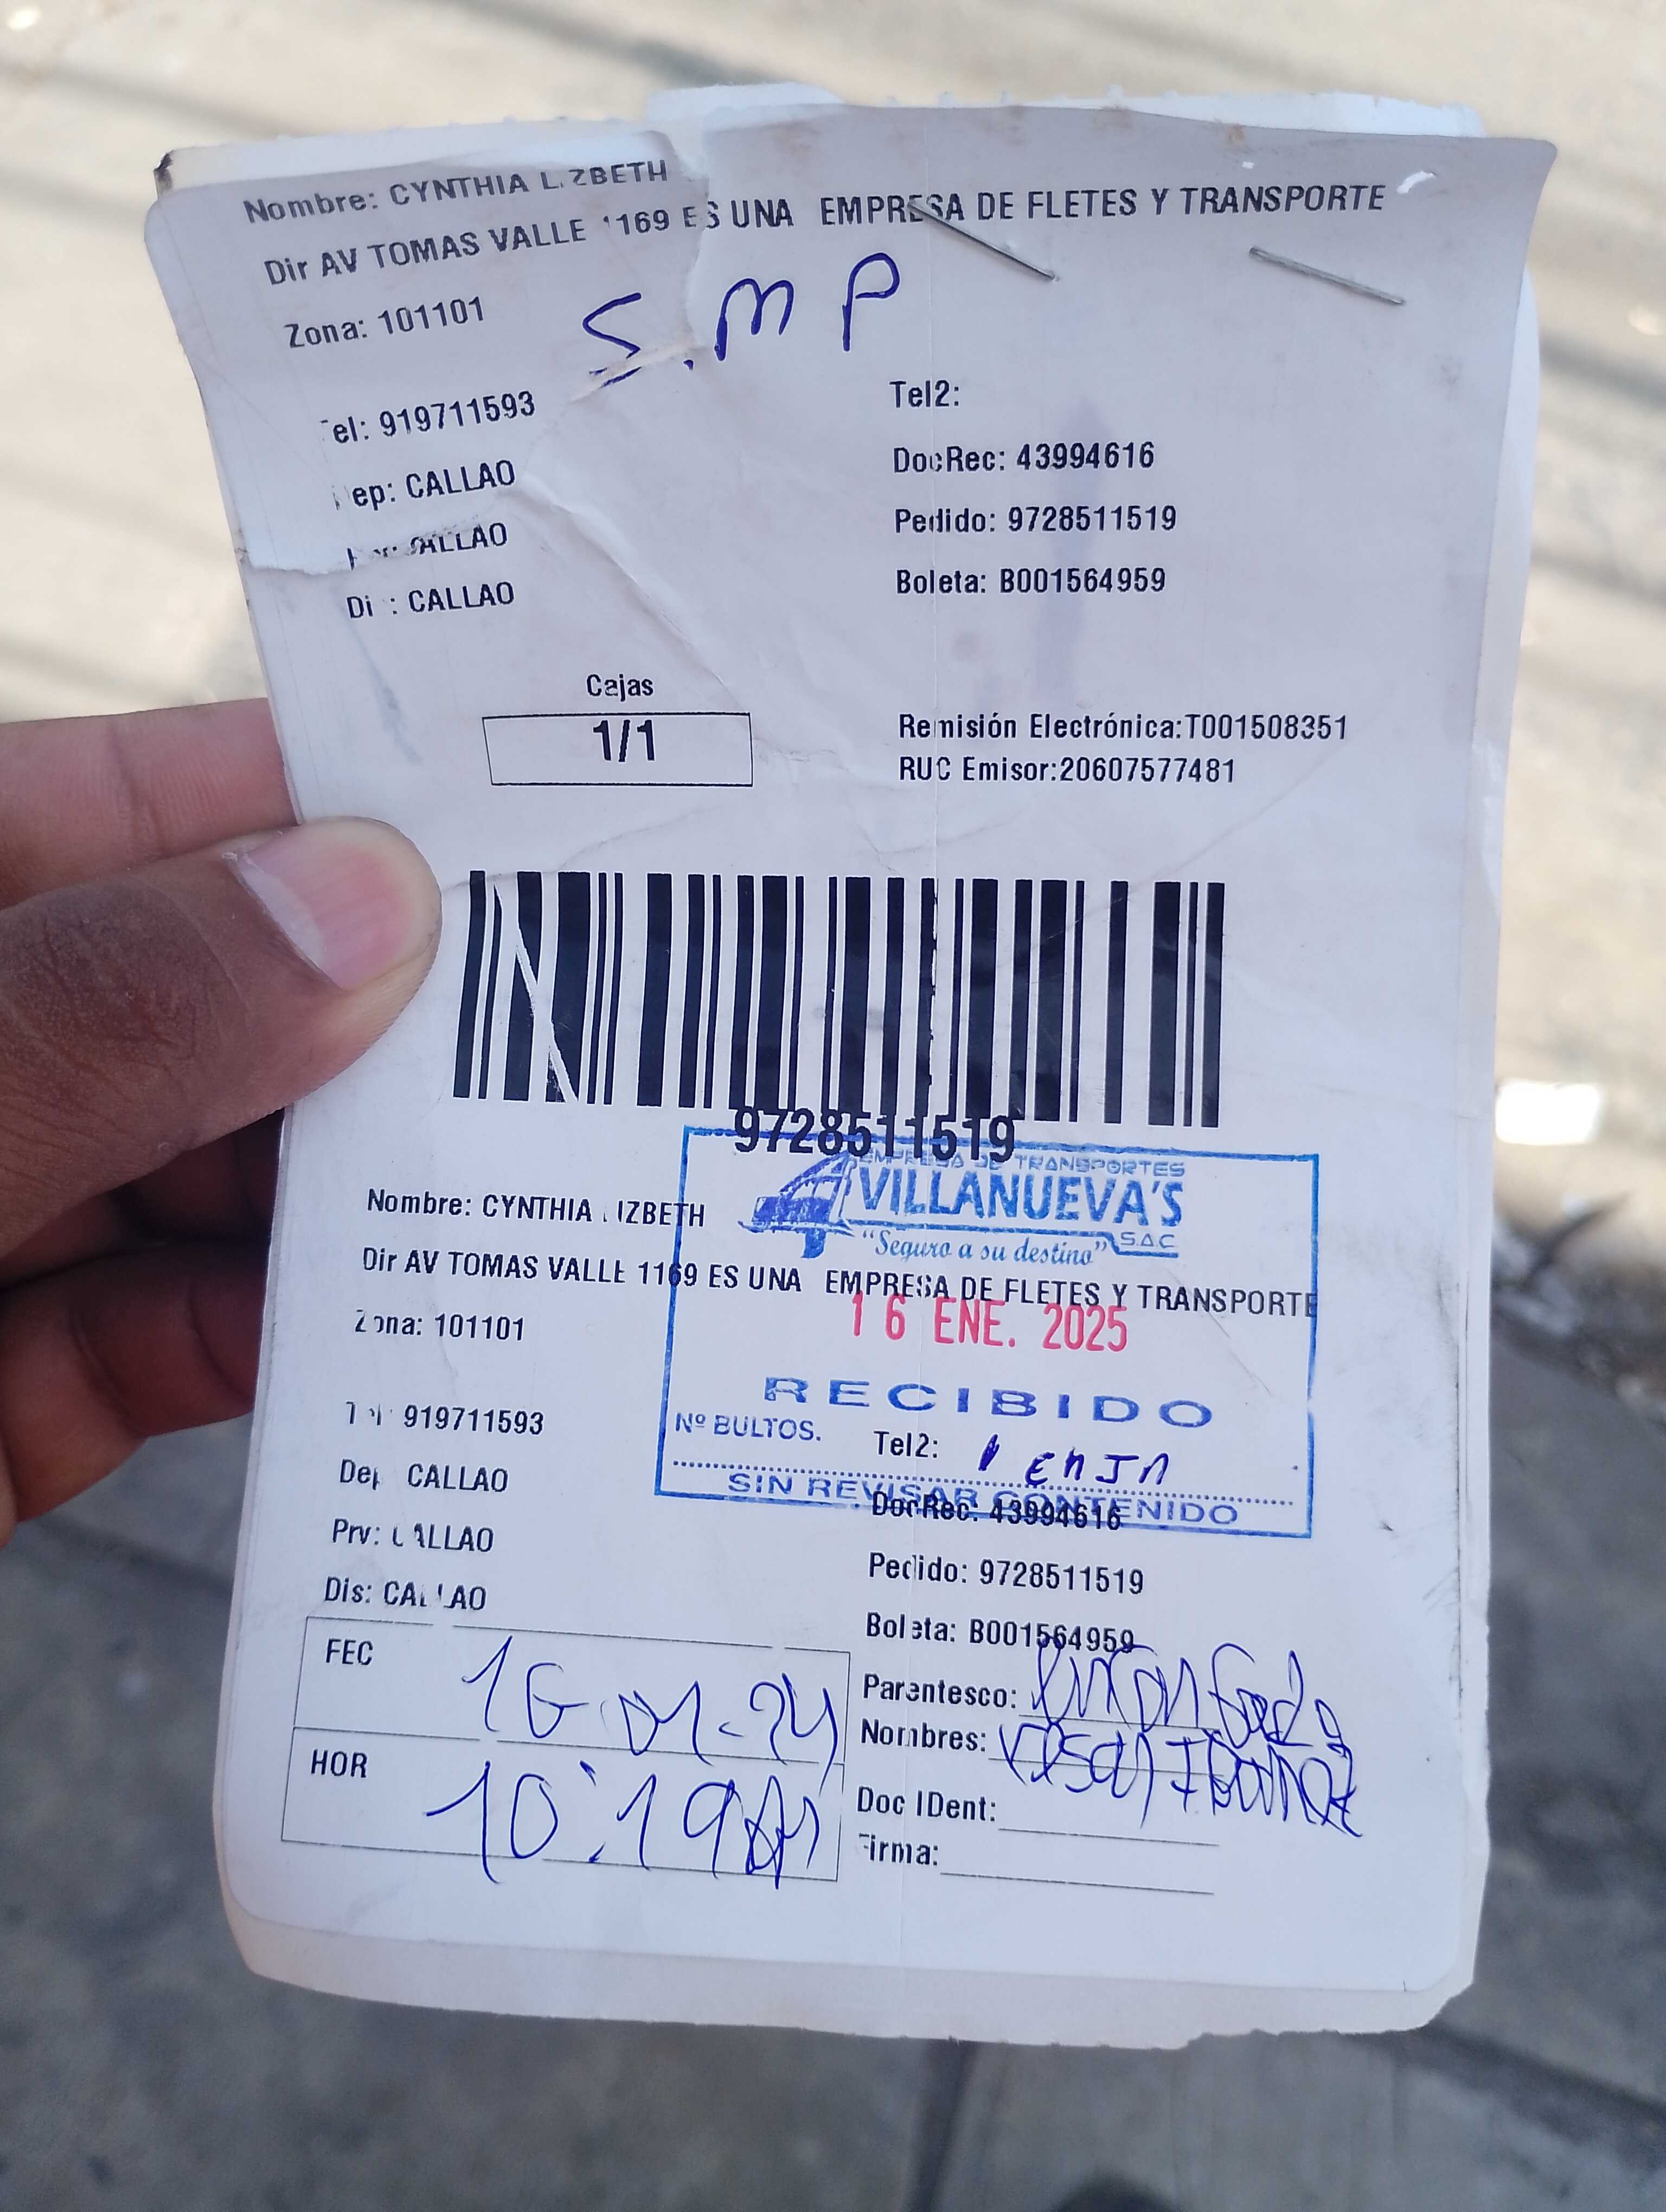 Nombre: CYNTHIA LIZBETH
Dir AV TOMAS VALLE 1169 ES UNA EMPRESA DE FLETES Y TRANSPORTE
Zona: 101101
S.MP
Tel: 919711593
Tel2:
Dep: CALLAO
DocRec: 43994616
Prv: CALLAO
Pedido: 9728511519
Dis: CALLAO
Boleta: B001564959
Cajas
1/1
Remisión Electrónica:T001508351
RUC Emisor:20607577481
9728511519
EMPRESA DE TRANSPORTES
VILLANUEVA'S
S.A.C
"Seguro a su destino"
Nombre: CYNTHIA LIZBETH
Dir AV TOMAS VALLE 1169 ES UNA EMPRESA DE FLETES Y TRANSPORTE
16 ENE. 2025
Zona: 101101
RECIBIDO
Nº BULTOS.
Tel: 919711593
Tel2:
1
SIN REVISAR CONTENIDO
Dep: CALLAO
DocRec: 43994616
Prv: CALLAO
Pedido: 9728511519
Dis: CALLAO
Boleta: B001564959
FEC
Parentesco:
Nombres:
HOR 10:19
Doc IDent:
Firma: